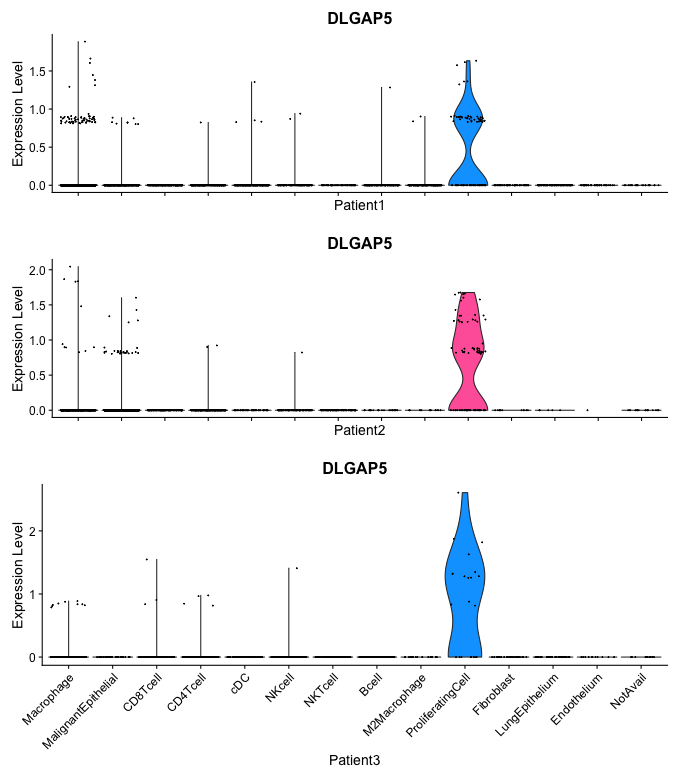 DLGAP5
Expression Level
1.5
1.0
0.5
0.0
Patient1
DLGAP5
Expression Level
2.0
1.5
1.0
0.5
0.0
Patient2
DLGAP5
Expression Level
2
1
0
Macrophage
MalignantEpithelial
CD8Tcell
CD4Tcell
cDC
NKcell
NKTcell
Bcell
M2Macrophage
ProliferatingCell
Fibroblast
LungEpithelium
Endothelium
NotAvail
Patient3